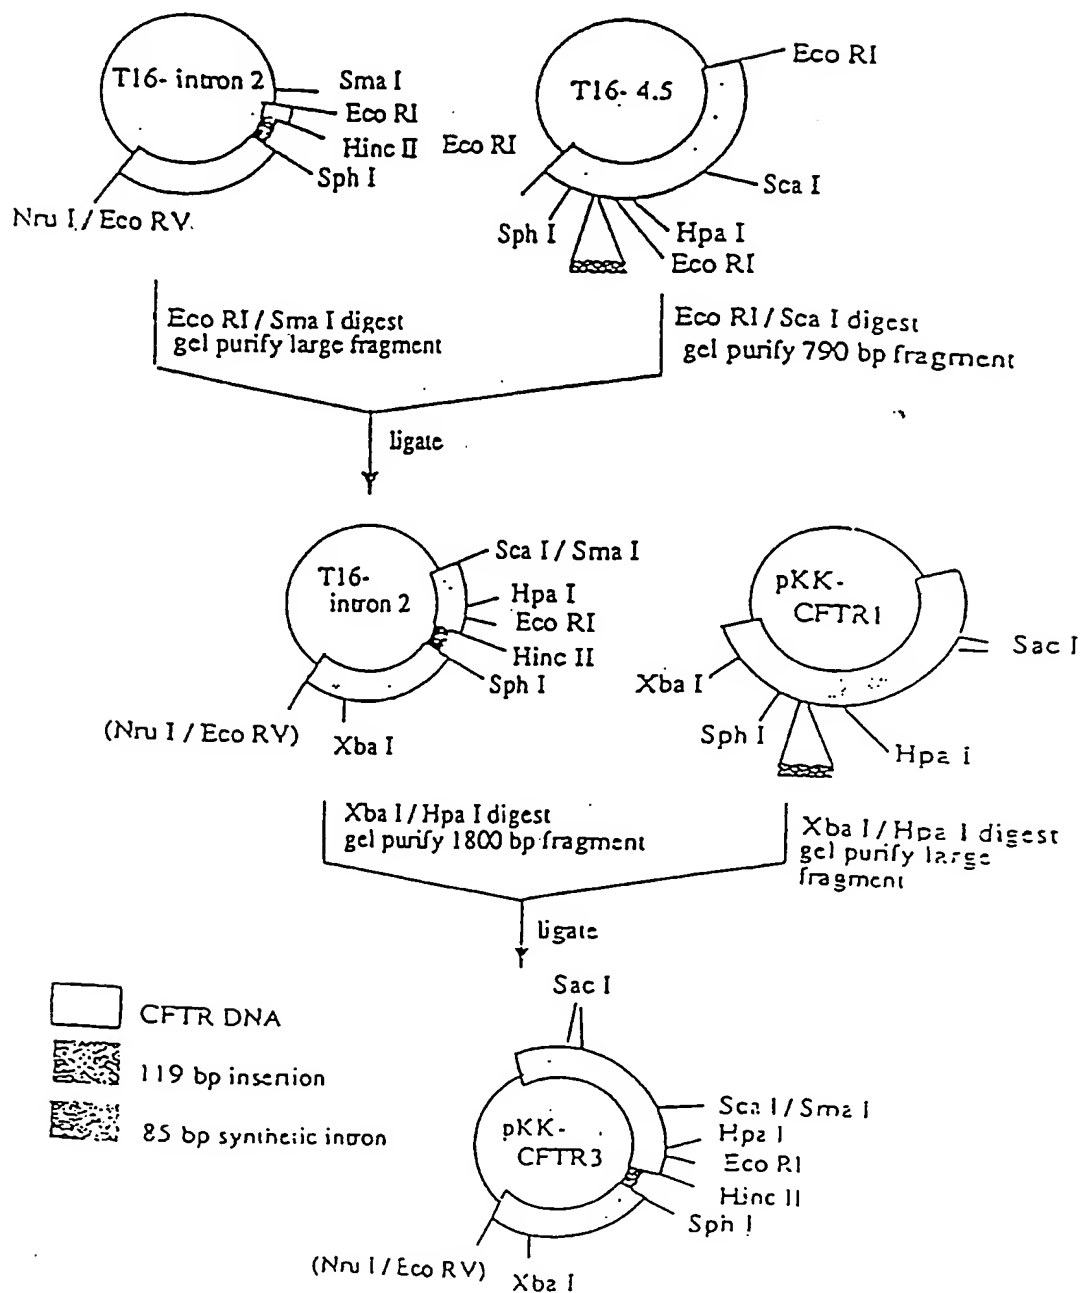 T16- intron 2
Sma I
Eco RI
Hinc II
Sph I
Nru I / Eco RV
T16- 4.5
Eco RI
Eco RI
Sca I
Sph I
Hpa I
Eco RI
Eco RI / Sma I digest
gel purify large fragment
Eco RI / Sca I digest
gel purify 790 bp fragment
ligate
T16-
intron 2
Sca I / Sma I
Hpa I
Eco RI
Hinc II
Sph I
(Nru I / Eco RV)
Xba I
pKK-
CFTR1
Sac I
Xba I
Sph I
Hpa I
Xba I / Hpa I digest
gel purify 1800 bp fragment
Xba I / Hpa I digest
gel purify large
fragment
ligate
Sac I
CFTR DNA
119 bp insertion
85 bp synthetic intron
pKK-
CFTR3
Sca I / Sma I
Hpa I
Eco RI
Hinc II
Sph I
(Nru I / Eco RV)
Xba I